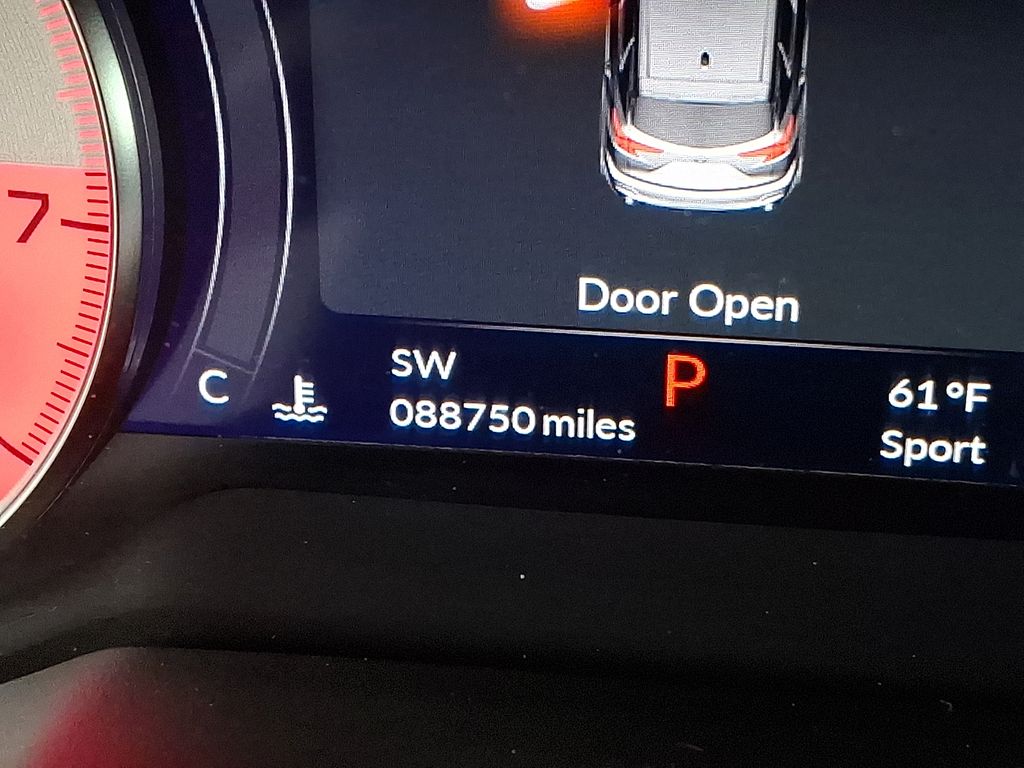 7
Door Open
SW
P
61°F
C
088750 miles
Sport